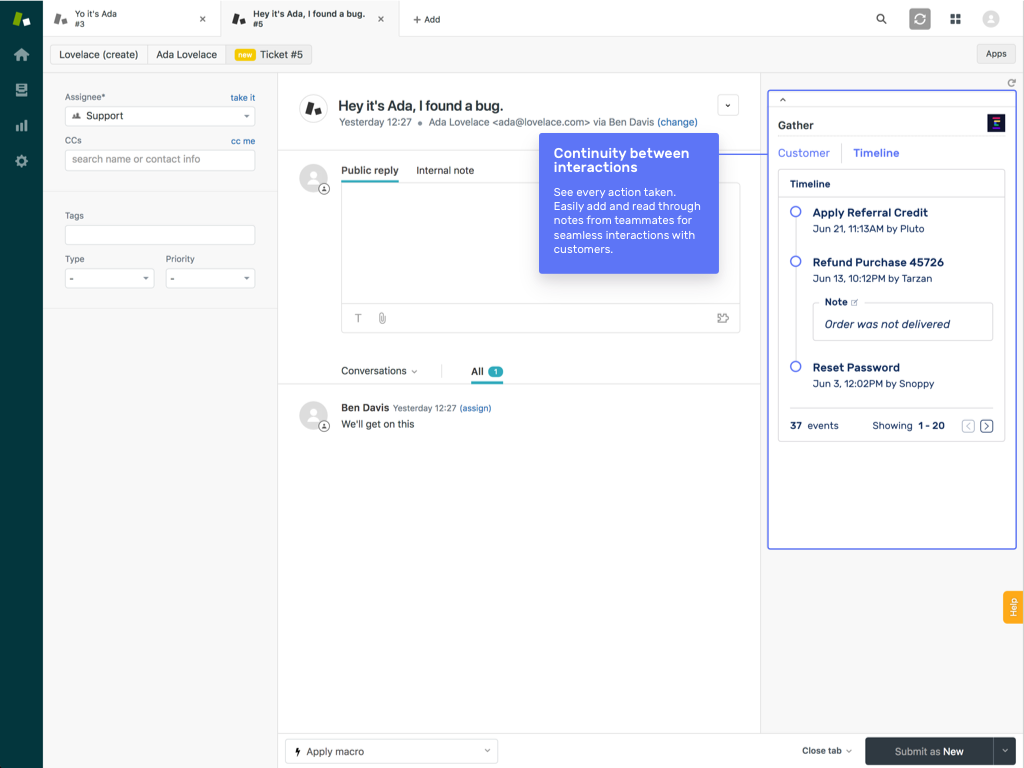 Yo it's Ada
#3
Hey it's Ada, I found a bug.
#5
+ Add
Lovelace (create)
Ada Lovelace
new Ticket #5
Apps
Assignee*
take it
Support
CCs
cc me
search name or contact info
Tags
Type
Priority
-
-
Hey it's Ada, I found a bug.
Yesterday 12:27 ● Ada Lovelace <ada@lovelace.com> via Ben Davis (change)
Public reply
Internal note
Continuity between
interactions
See every action taken.
Easily add and read through
notes from teammates for
seamless interactions with
customers.
T
Conversations
All 1
Ben Davis Yesterday 12:27 (assign)
We'll get on this
Gather
Customer
Timeline
Timeline
Apply Referral Credit
Jun 21, 11:13AM by Pluto
Refund Purchase 45726
Jun 13, 10:12PM by Tarzan
Note
Order was not delivered
Reset Password
Jun 3, 12:02PM by Snoppy
37 events
Showing 1 - 20
Help
Apply macro
Close tab
Submit as New